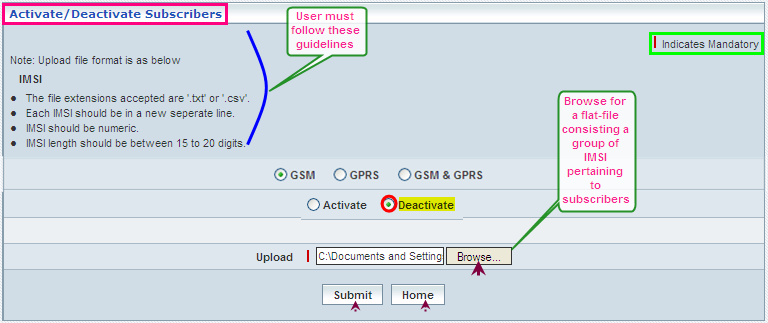 Activate/Deactivate Subscribers
User must
follow these
guidelines
Indicates Mandatory
Note: Upload file format is as below
IMSI
The file extensions accepted are '.txt' or '.csv'.
Each IMSI should be in a new seperate line.
IMSI should be numeric.
IMSI length should be between 15 to 20 digits.
Browse for
a flat-file
consisting a
group of
IMSI
pertaining
to
subscribers
GSM GPRS GSM & GPRS
Activate Deactivate
Upload C:\Documents and Setting Browse...
Submit Home